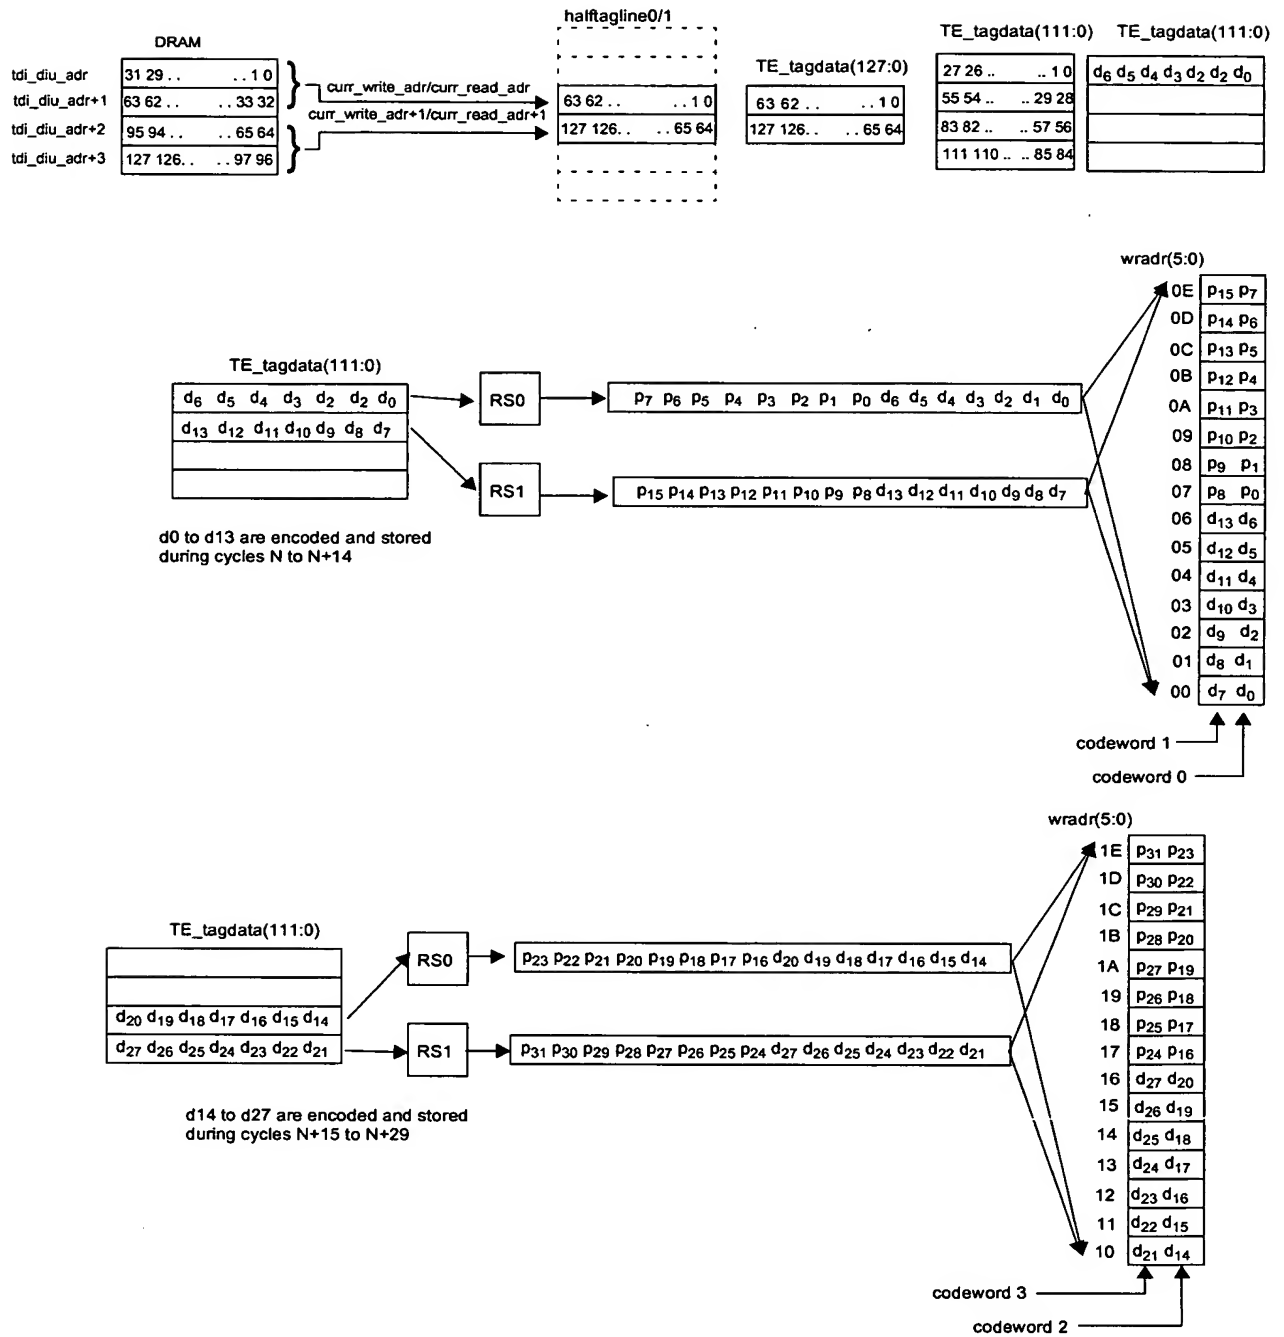 halftagline0/1
DRAM
TE_tagdata(111:0) TE_tagdata(111:0)
TE_tagdata(127:0)
tdi_diu_adr 31 29 . . . . 1 0
tdi_diu_adr+1 63 62 . . . . 33 32
tdi_diu_adr+2 95 94 . . . . 65 64
tdi_diu_adr+3 127 126. . . . 97 96
curr_write_adr/curr_read_adr
curr_write_adr+1/curr_read_adr+1
63 62 . . . . 1 0
127 126. . . . 65 64
63 62 . . . . 1 0
127 126. . . . 65 64
27 26 .. .. 1 0
55 54 .. .. 29 28
83 82 .. .. 57 56
111 110 .. .. 85 84
d6 d5 d4 d3 d2 d2 d0
wradr(5:0)
0E p15 p7
0D p14 p6
0C p13 p5
0B p12 p4
0A p11 p3
09 p10 p2
08 p9 p1
07 p8 p0
06 d13 d6
05 d12 d5
04 d11 d4
03 d10 d3
02 d9 d2
01 d8 d1
00 d7 d0
codeword 1
codeword 0
TE_tagdata(111:0)
d6 d5 d4 d3 d2 d2 d0
d13 d12 d11 d10 d9 d8 d7
RS0
p7 p6 p5 p4 p3 p2 p1 p0 d6 d5 d4 d3 d2 d1 d0
RS1
p15 p14 p13 p12 p11 p10 p9 p8 d13 d12 d11 d10 d9 d8 d7
d0 to d13 are encoded and stored
during cycles N to N+14
wradr(5:0)
1E p31 p23
1D p30 p22
1C p29 p21
1B p28 p20
1A p27 p19
19 p26 p18
18 p25 p17
17 p24 p16
16 d27 d20
15 d26 d19
14 d25 d18
13 d24 d17
12 d23 d16
11 d22 d15
10 d21 d14
codeword 3
codeword 2
TE_tagdata(111:0)
d20 d19 d18 d17 d16 d15 d14
d27 d26 d25 d24 d23 d22 d21
RS0
p23 p22 p21 p20 p19 p18 p17 p16 d20 d19 d18 d17 d16 d15 d14
RS1
p31 p30 p29 p28 p27 p26 p25 p24 d27 d26 d25 d24 d23 d22 d21
d14 to d27 are encoded and stored
during cycles N+15 to N+29